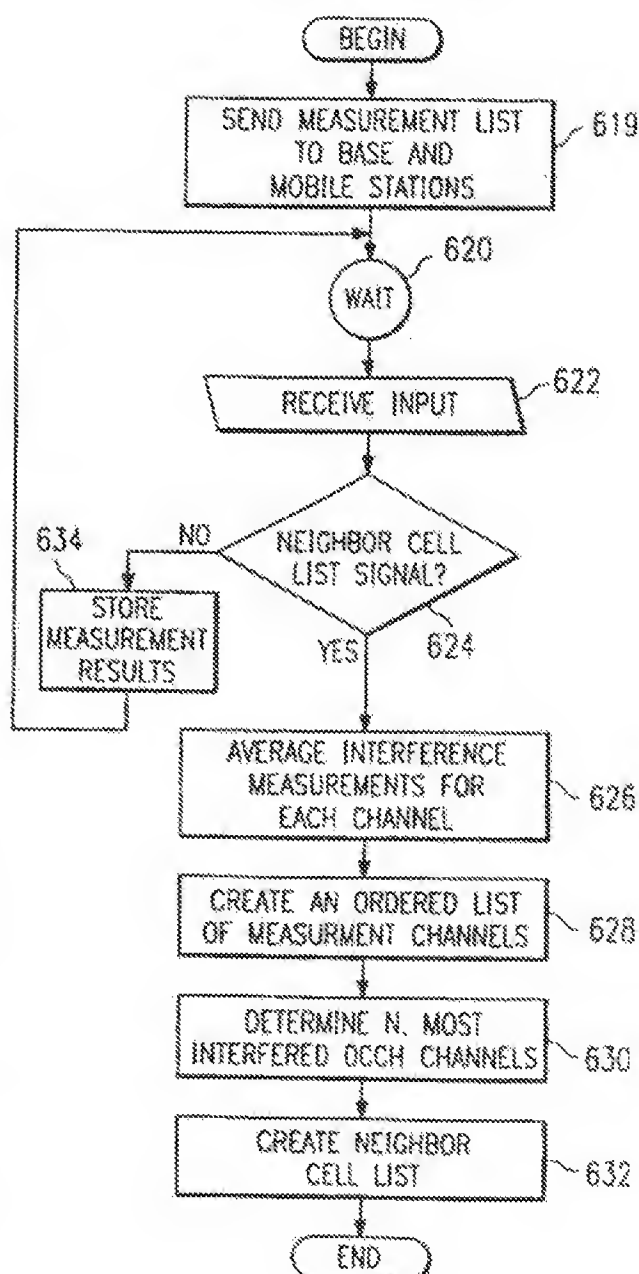 BEGIN
SEND MEASUREMENT LIST
TO BASE AND
MOBILE STATIONS
619
620
WAIT
RECEIVE INPUT
622
NEIGHBOR CELL
LIST SIGNAL?
624
NO
YES
634
STORE
MEASUREMENT
RESULTS
AVERAGE INTERFERENCE
MEASUREMENTS FOR
EACH CHANNEL
626
CREATE AN ORDERED LIST
OF MEASURMENT CHANNELS
628
DETERMINE N. MOST
INTERFERED DCCH CHANNELS
630
CREATE NEIGHBOR
CELL LIST
632
END